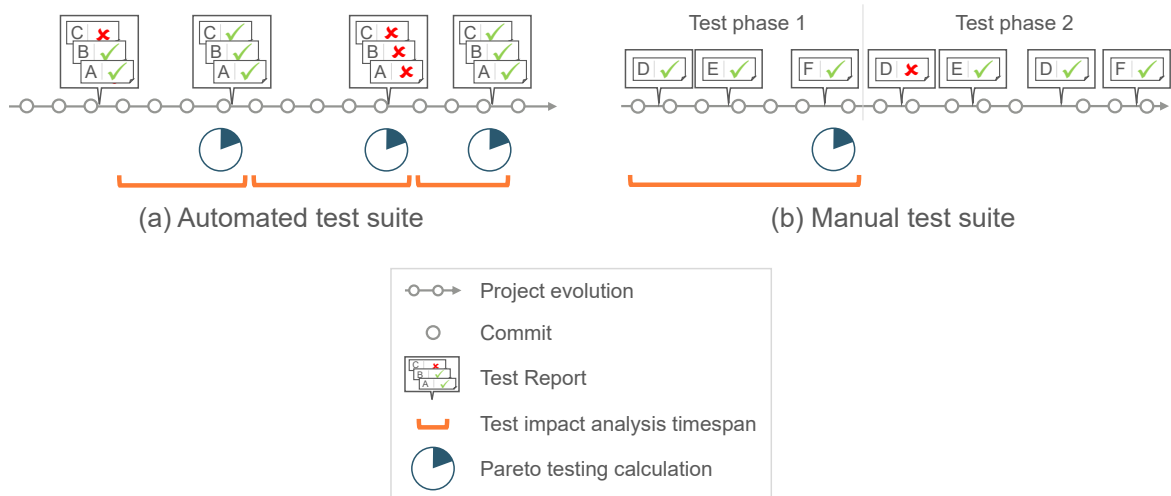 Test phase 1
Test phase 2
C
B
A
C
B
A
C
B
A
C
B
A
D
E
F
D
E
D
F
(a) Automated test suite
(b) Manual test suite
Project evolution
Commit
C
B
A
Test Report
Test impact analysis timespan
Pareto testing calculation